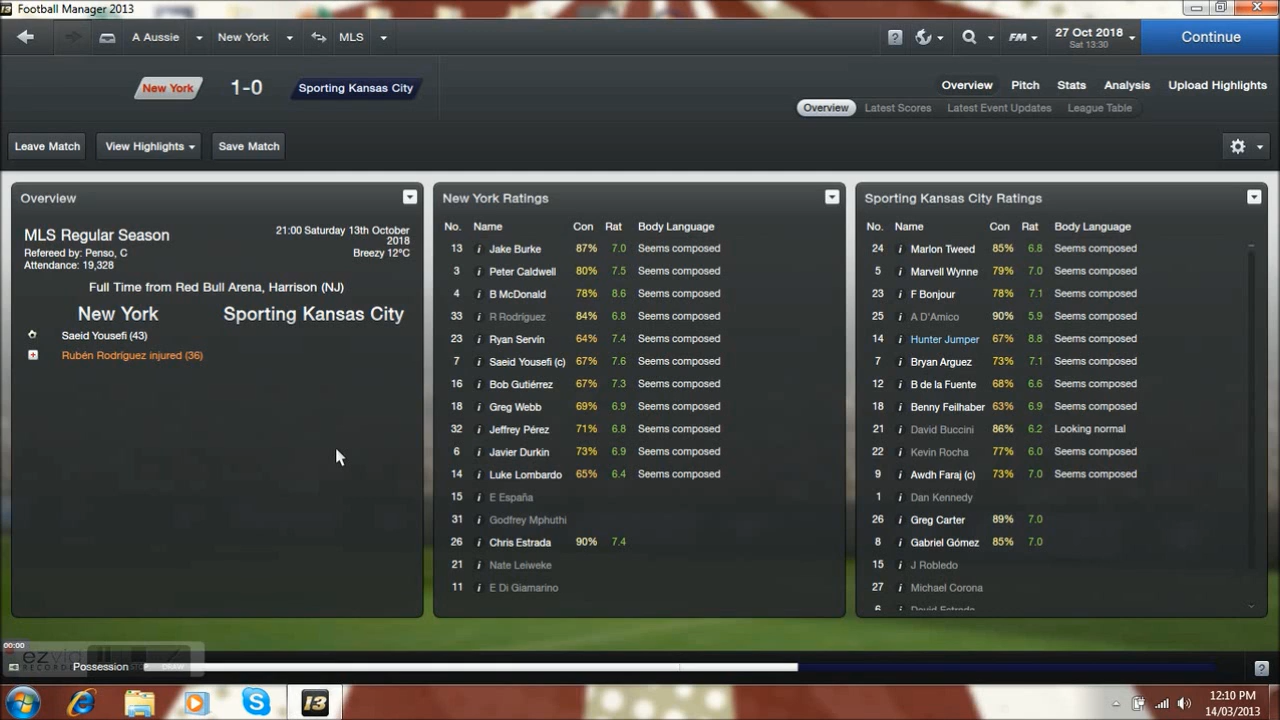 Football Manager 2013
A Aussie New York MLS ? FM 27 Oct 2018 Continue
Sat 13:30
New York 1-0 Sporting Kansas City Overview Pitch Stats Analysis Upload Highlights
Overview Latest Scores Latest Event Updates League Table
Leave Match View Highlights Save Match
Overview
MLS Regular Season 21:00 Saturday 13th October
2018
Refereed by: Penso, C Breezy 12°C
Attendance: 19,328
Full Time from Red Bull Arena, Harrison (NJ)
New York Sporting Kansas City
Saeid Yousefi (43)
Rubén Rodríguez injured (36)
New York Ratings
No. Name Con Rat Body Language
13 i Jake Burke 87% 7.0 Seems composed
3 i Peter Caldwell 80% 7.5 Seems composed
4 i B McDonald 78% 8.6 Seems composed
33 i R Rodríguez 84% 6.8 Seems composed
23 i Ryan Servín 64% 7.4 Seems composed
7 i Saeid Yousefi (c) 67% 7.6 Seems composed
16 i Bob Gutiérrez 67% 7.3 Seems composed
18 i Greg Webb 69% 6.9 Seems composed
32 i Jeffrey Pérez 71% 6.8 Seems composed
6 i Javier Durkin 73% 6.9 Seems composed
14 i Luke Lombardo 65% 6.4 Seems composed
15 i E España
31 i Godfrey Mphuthi
26 i Chris Estrada 90% 7.4
21 i Nate Leiweke
11 i E Di Giamarino
Sporting Kansas City Ratings
No. Name Con Rat Body Language
24 i Marlon Tweed 85% 6.8 Seems composed
5 i Marvell Wynne 79% 7.0 Seems composed
23 i F Bonjour 78% 7.1 Seems composed
25 i A D'Amico 90% 5.9 Seems composed
14 i Hunter Jumper 67% 8.8 Seems composed
7 i Bryan Arguez 73% 7.1 Seems composed
12 i B de la Fuente 68% 6.6 Seems composed
18 i Benny Feilhaber 63% 6.9 Seems composed
21 i David Buccini 86% 6.2 Looking normal
22 i Kevin Rocha 77% 6.0 Seems composed
9 i Awdh Faraj (c) 73% 7.0 Seems composed
1 i Dan Kennedy
26 i Greg Carter 89% 7.0
8 i Gabriel Gómez 85% 7.0
15 i J Robledo
27 i Michael Corona
6 David Estrada
00:00
ezvid
RECORDER
Possession DRAW ?
13 12:10 PM
14/03/2013